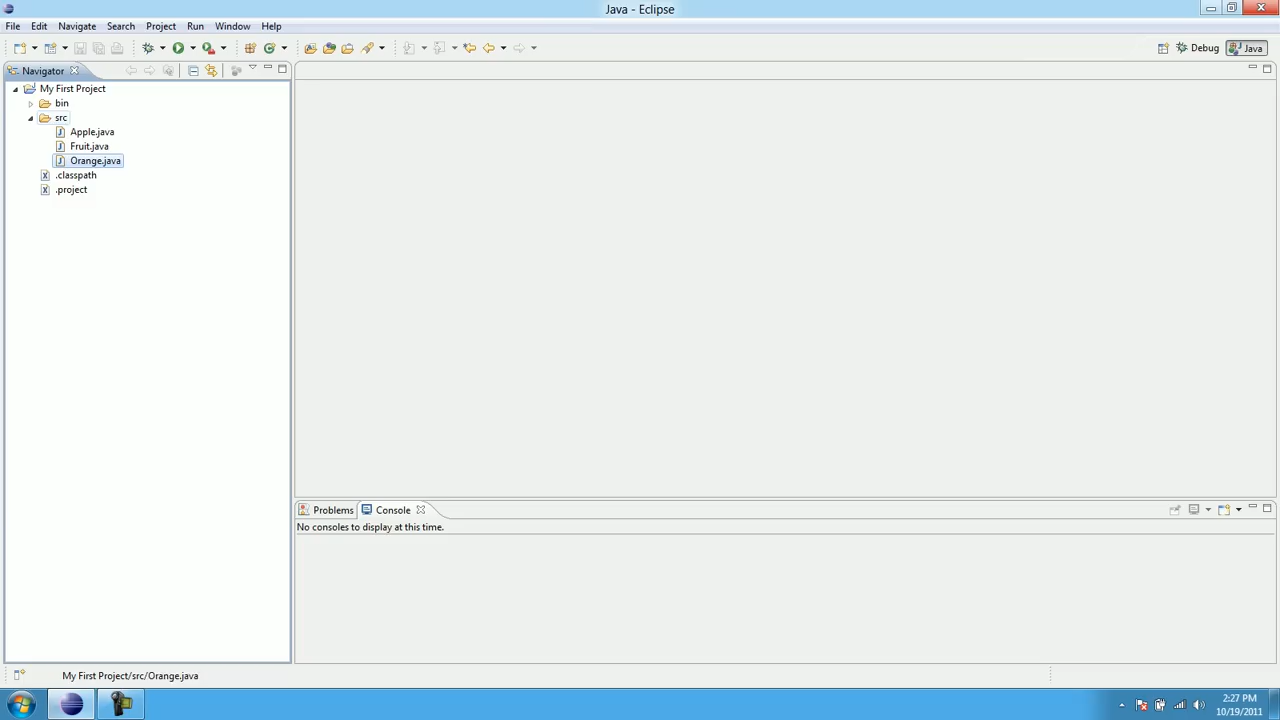 Java - Eclipse
File Edit Navigate Search Project Run Window Help
Debug Java
Navigator
My First Project
bin
src
Apple.java
Fruit.java
Orange.java
.classpath
.project
Problems Console
No consoles to display at this time.
My First Project/src/Orange.java
2:27 PM
10/19/2011